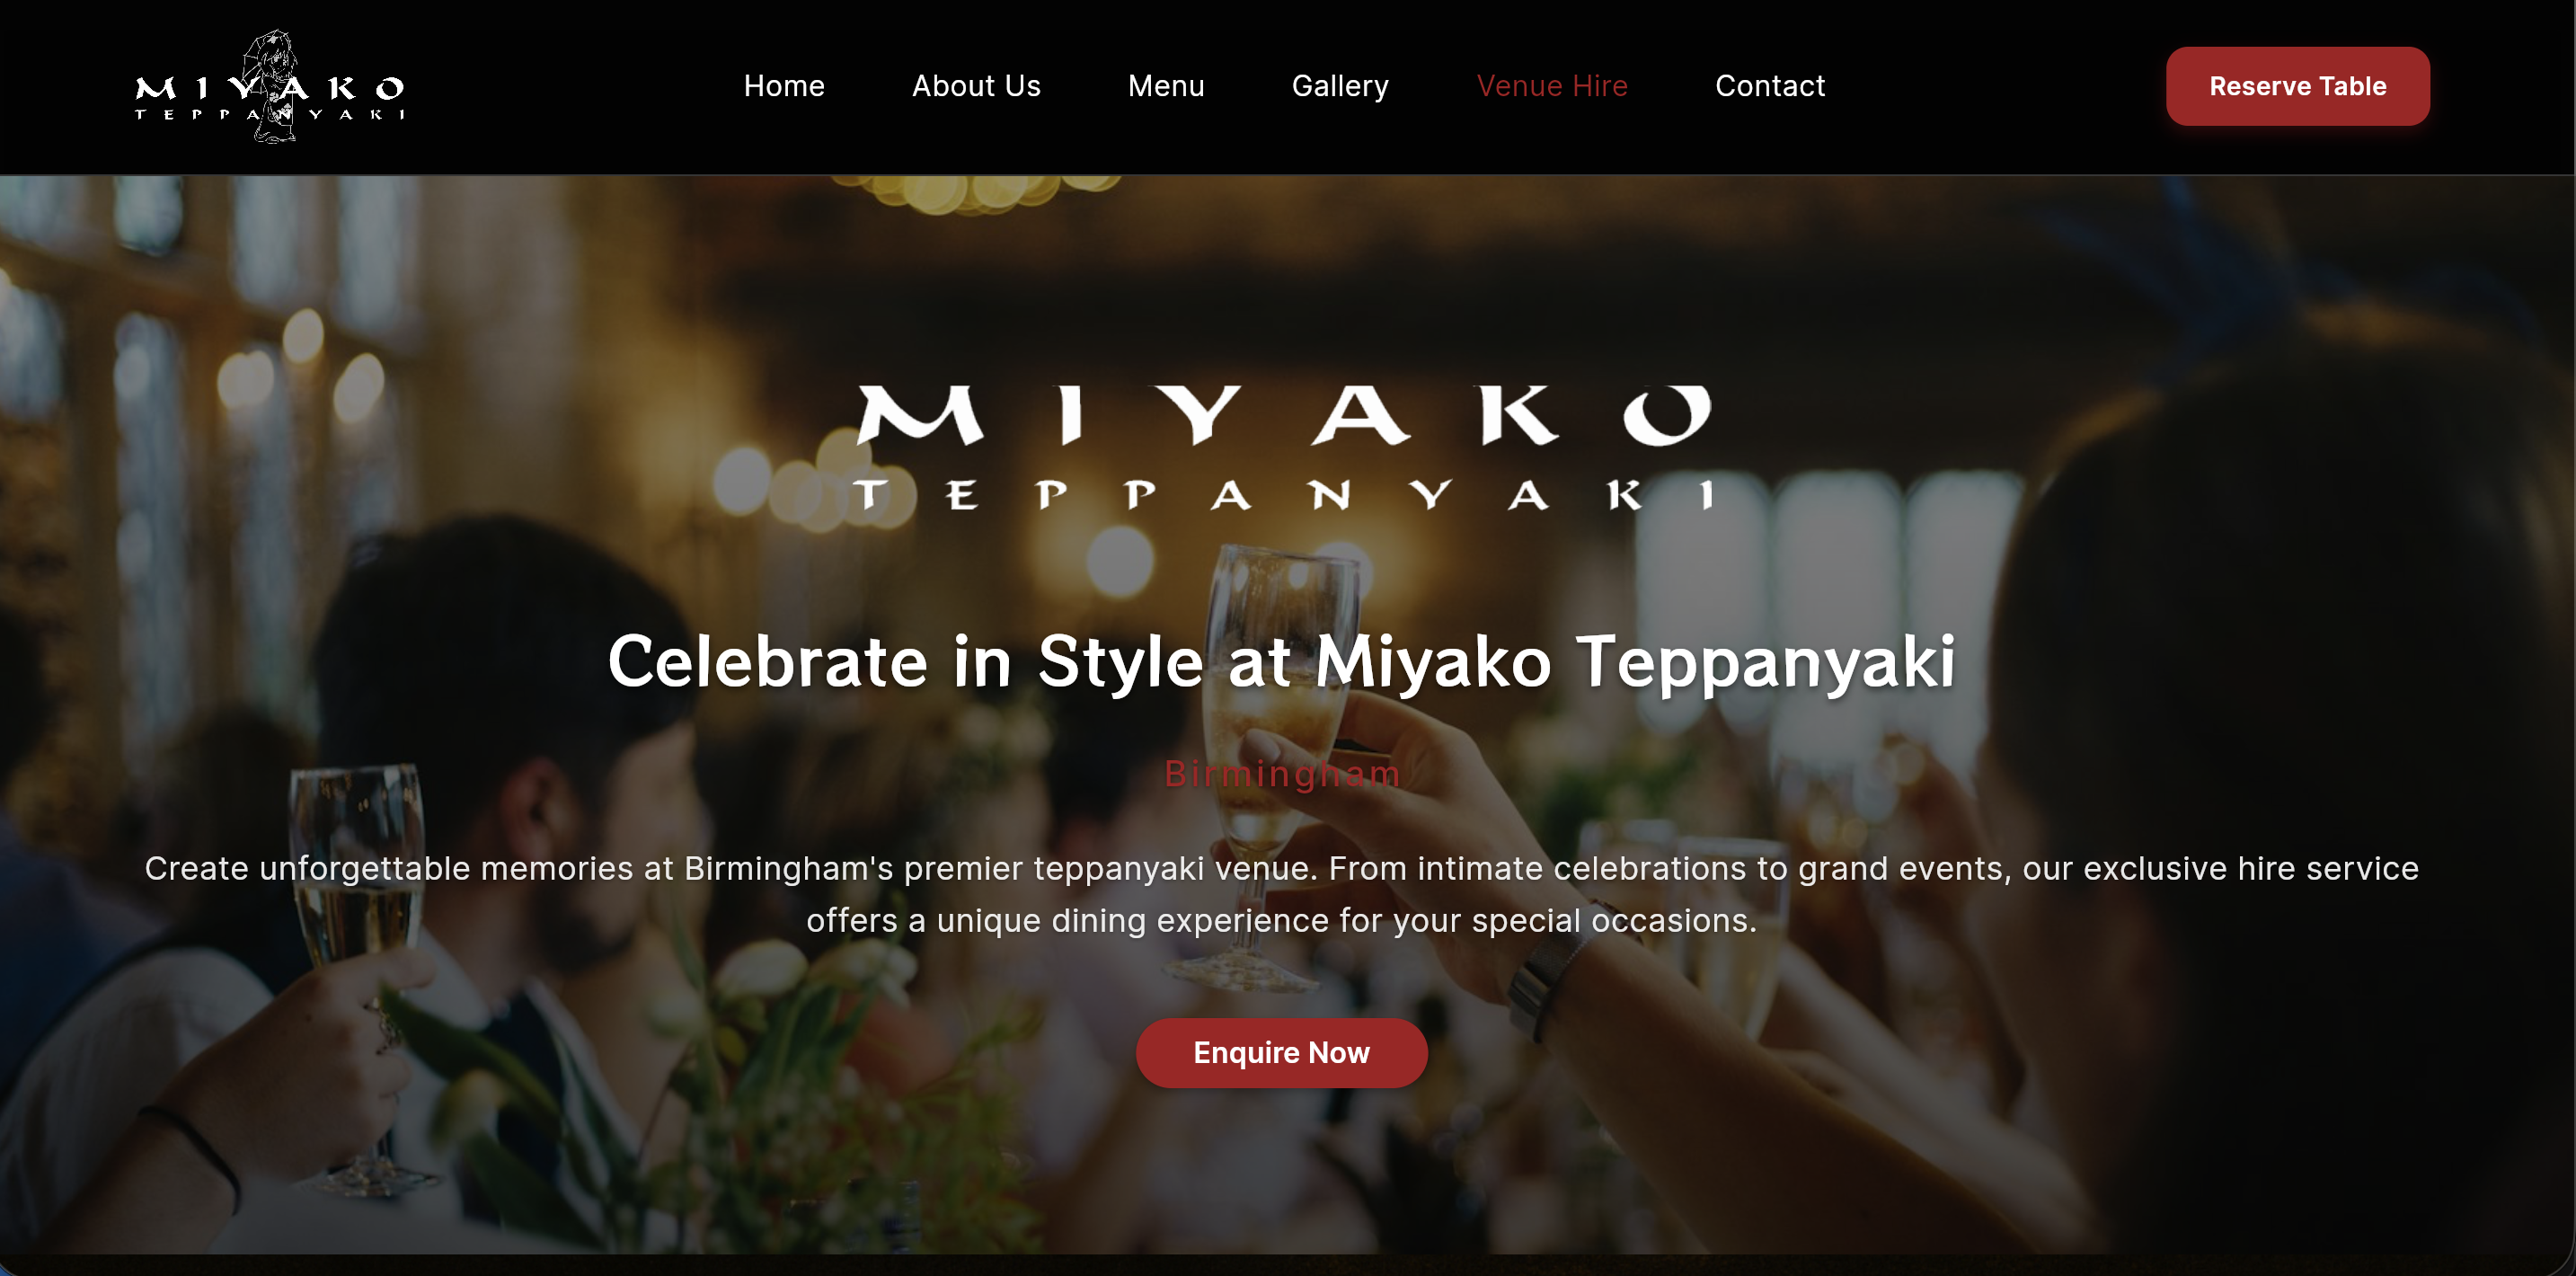 MIYAKO
TEPPANYAKI
Home
About Us
Menu
Gallery
Venue Hire
Contact
Reserve Table
MIYAKO
TEPPANYAKI
Celebrate in Style at Miyako Teppanyaki
Birmingham
Create unforgettable memories at Birmingham's premier teppanyaki venue. From intimate celebrations to grand events, our exclusive hire service
offers a unique dining experience for your special occasions.
Enquire Now